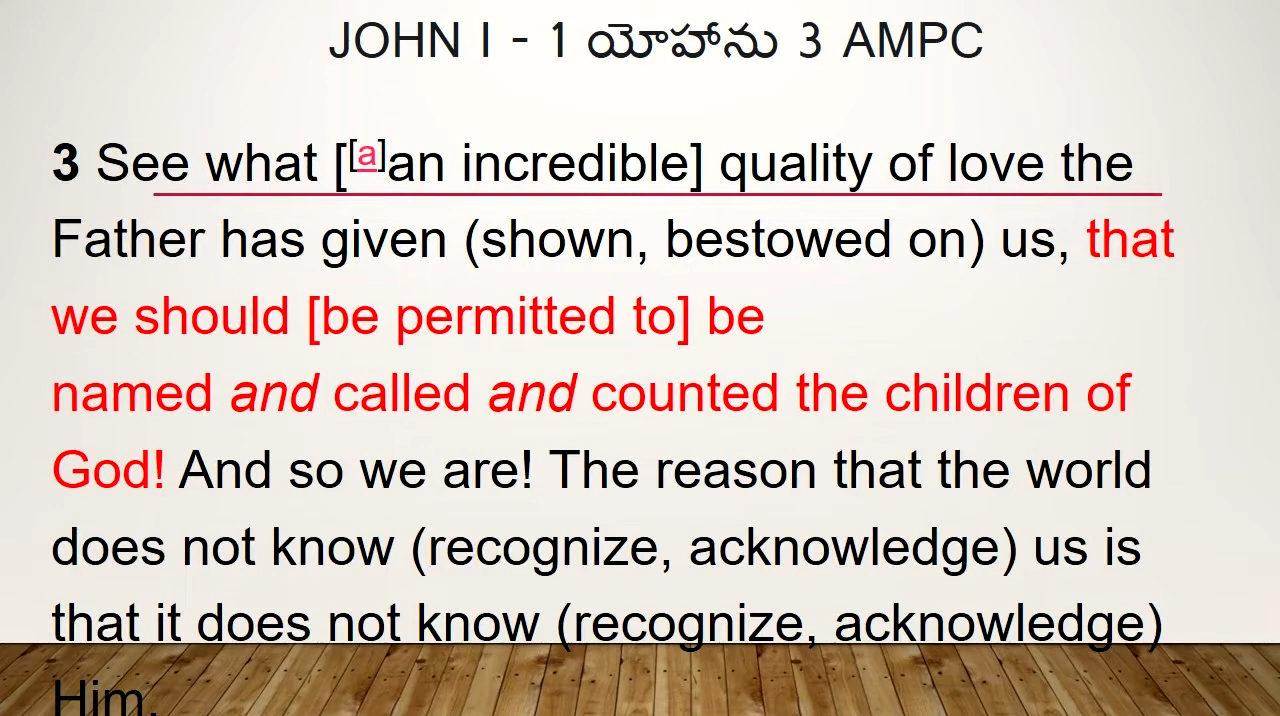 JOHN I - 1 యోహాను 3 AMPC
3 See what [[a]an incredible] quality of love the
Father has given (shown, bestowed on) us, that
we should [be permitted to] be
named and called and counted the children of
God! And so we are! The reason that the world
does not know (recognize, acknowledge) us is
that it does not know (recognize, acknowledge)
Him.